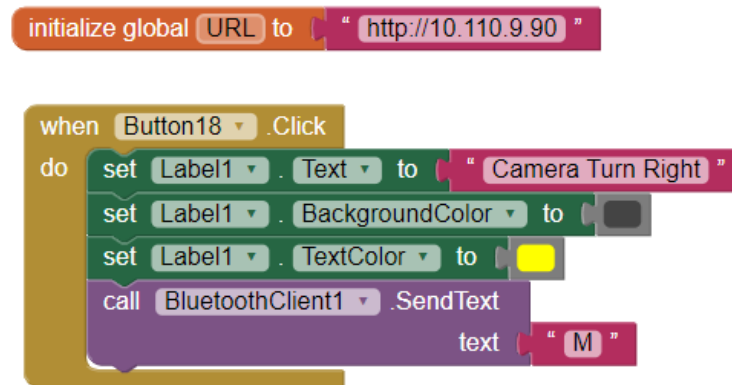 initialize global URL to " http://10.110.9.90 "
when Button18 .Click
do set Label1 . Text to " Camera Turn Right "
set Label1 . BackgroundColor to
set Label1 . TextColor to
call BluetoothClient1 .SendText
text " M "